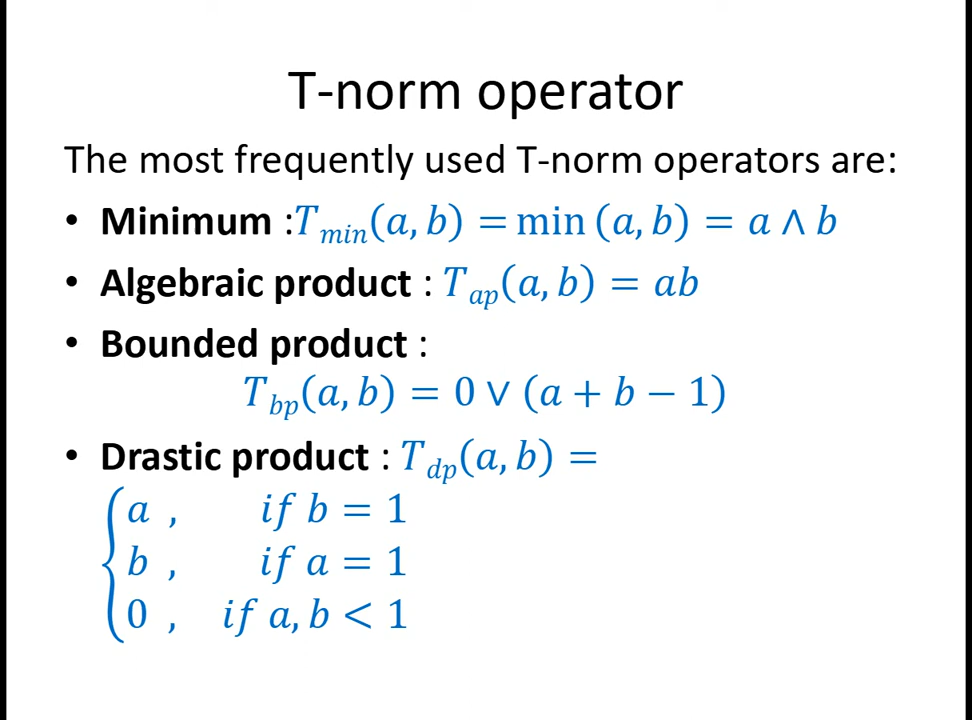 T-norm operator
The most frequently used T-norm operators are:
• Minimum :T_min(a, b) = min (a, b) = a ∧ b
• Algebraic product : T_ap(a, b) = ab
• Bounded product :
T_bp(a, b) = 0 ∨ (a + b − 1)
• Drastic product : T_dp(a, b) =
{a , if b = 1
b , if a = 1
0 , if a, b < 1